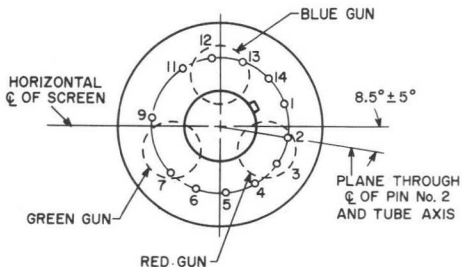 BLUE GUN
12
13
11
14
HORIZONTAL
℄ OF SCREEN
1
8.5° ± 5°
9
2
3
7
4
6
5
PLANE THROUGH
℄ OF PIN No. 2
AND TUBE AXIS
GREEN GUN
RED GUN